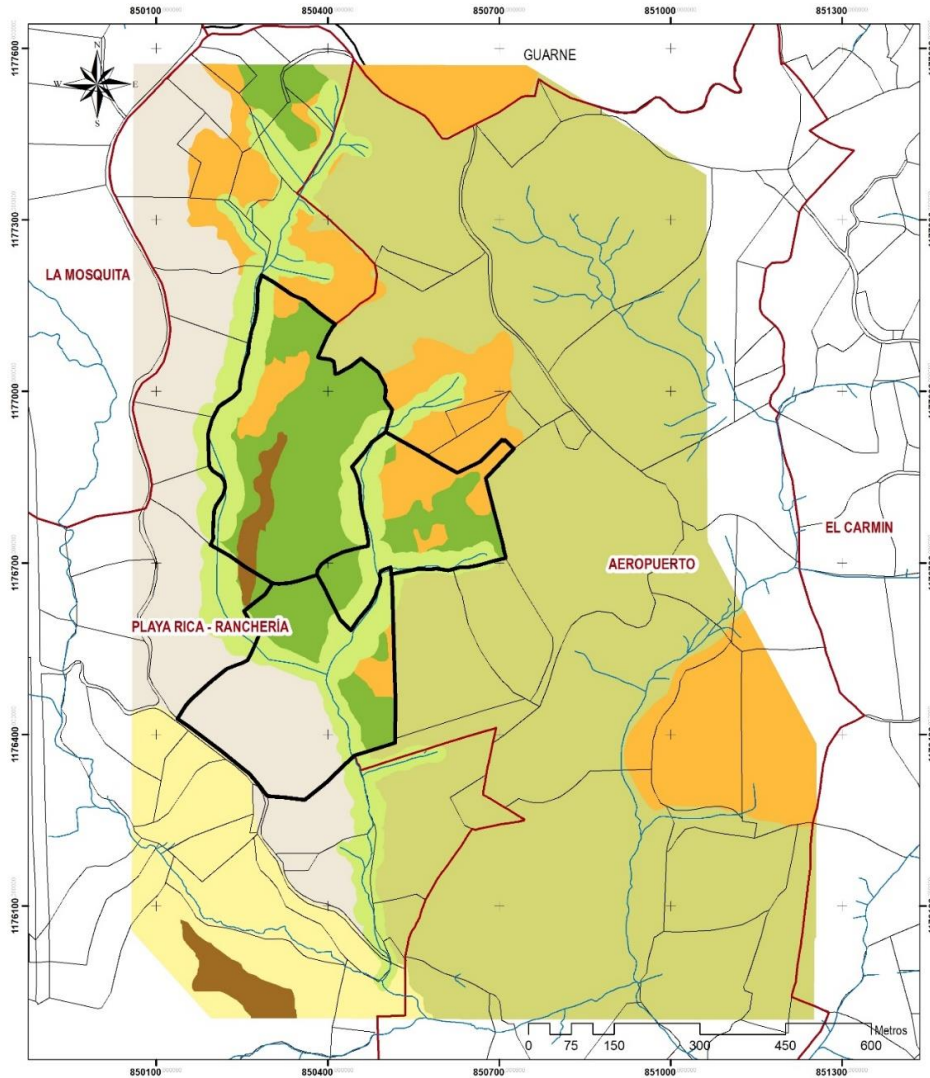 850100 850400 850700 851000 851300
1177600
GUARNE
N
W E
S
1177300
LA MOSQUITA
1177000
EL CARMIN
1176700
AEROPUERTO
PLAYA RICA - RANCHERÍA
1176400
1176100
Metros
0 75 150 300 450 600
850100 850400 850700 851000 851300